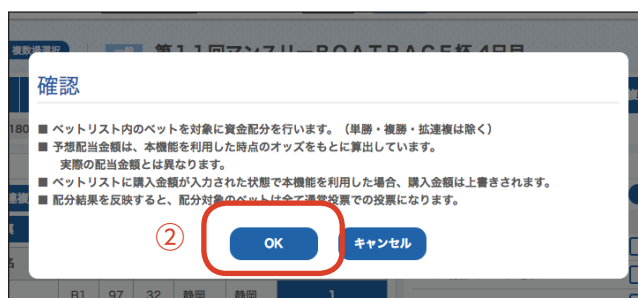 複数場選択
一般
第11回マンスリーBOATRACE杯 4日目
確認
180
■ ベットリスト内のベットを対象に資金配分を行います。（単勝・複勝・拡連複は除く）
■ 予想配当金額は、本機能を利用した時点のオッズをもとに算出しています。
実際の配当金額とは異なります。
■ ベットリストに購入金額が入力された状態で本機能を利用した場合、購入金額は上書きされます。
■ 配分結果を反映すると、配分対象のベットは全て通常投票での投票になります。
②
OK
キャンセル
B1 97 32 静岡 静岡 1